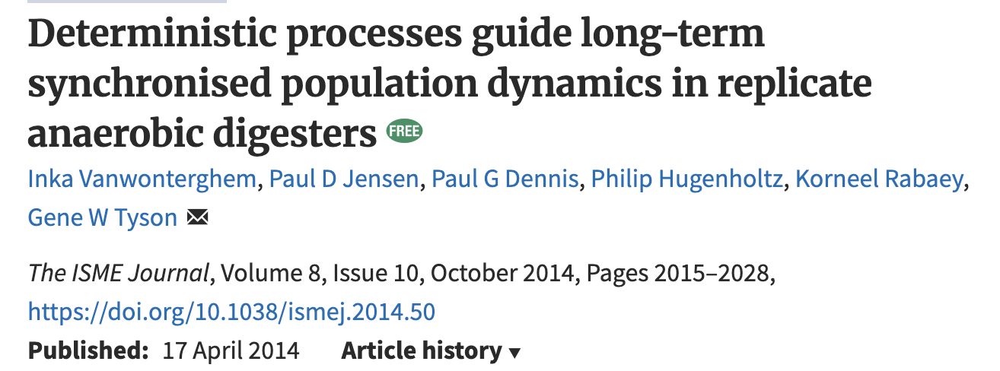 Deterministic processes guide long-term
synchronised population dynamics in replicate
anaerobic digesters FREE
Inka Vanwonterghem, Paul D Jensen, Paul G Dennis, Philip Hugenholtz, Korneel Rabaey,
Gene W Tyson
The ISME Journal, Volume 8, Issue 10, October 2014, Pages 2015–2028,
https://doi.org/10.1038/ismej.2014.50
Published: 17 April 2014 Article history ▾